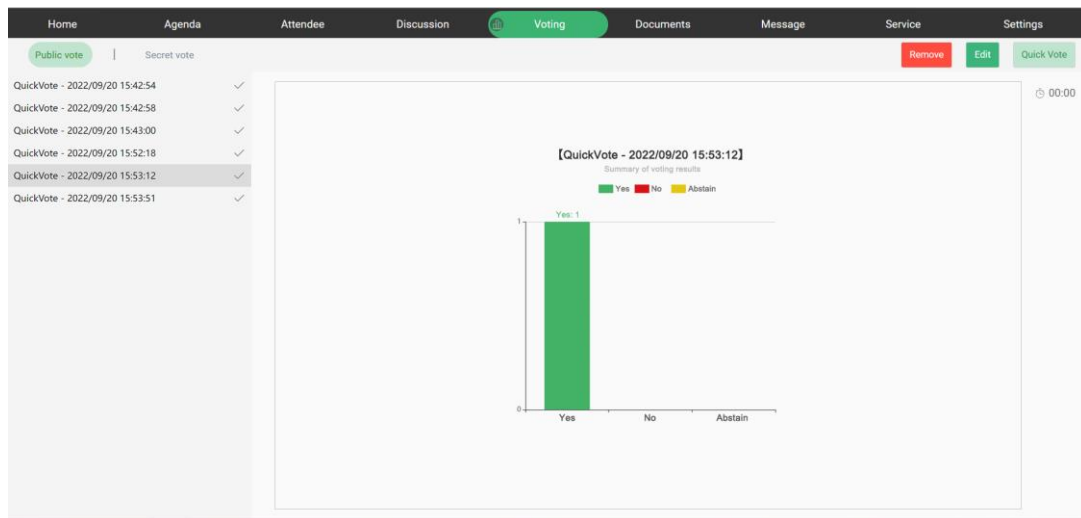 Home Agenda Attendee Discussion Voting Documents Message Service Settings
Public vote | Secret vote Remove Edit Quick Vote
QuickVote - 2022/09/20 15:42:54
QuickVote - 2022/09/20 15:42:58
QuickVote - 2022/09/20 15:43:00
QuickVote - 2022/09/20 15:52:18
QuickVote - 2022/09/20 15:53:12
QuickVote - 2022/09/20 15:53:51
00:00
【QuickVote - 2022/09/20 15:53:12】
Summary of voting results
Yes No Abstain
Yes: 1
1
0
Yes No Abstain